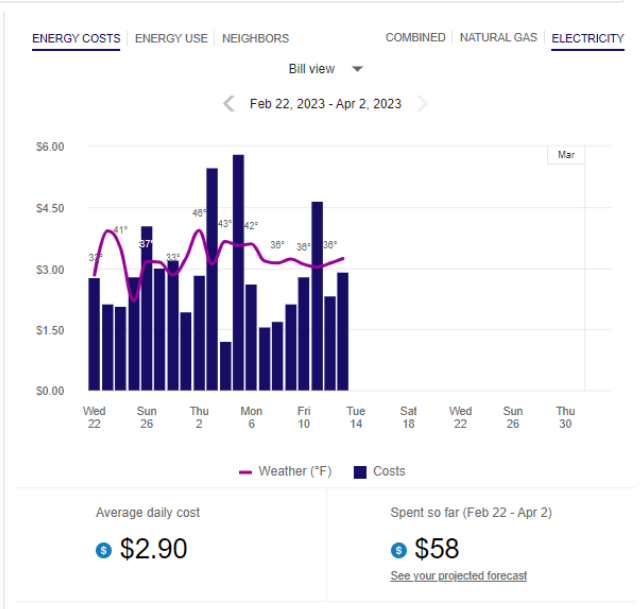 ENERGY COSTS ENERGY USE NEIGHBORS COMBINED NATURAL GAS ELECTRICITY
Bill view
Feb 22, 2023 - Apr 2, 2023
$6.00
Mar
$4.50
46°
43°
42°
41°
37°
36°
36°
36°
33°
$3.00
$1.50
$0.00
Wed Sun Thu Mon Fri Tue Sat Wed Sun Thu
22 26 2 6 10 14 18 22 26 30
Weather (°F) Costs
Average daily cost Spent so far (Feb 22 - Apr 2)
$ $2.90 $ $58
See your projected forecast